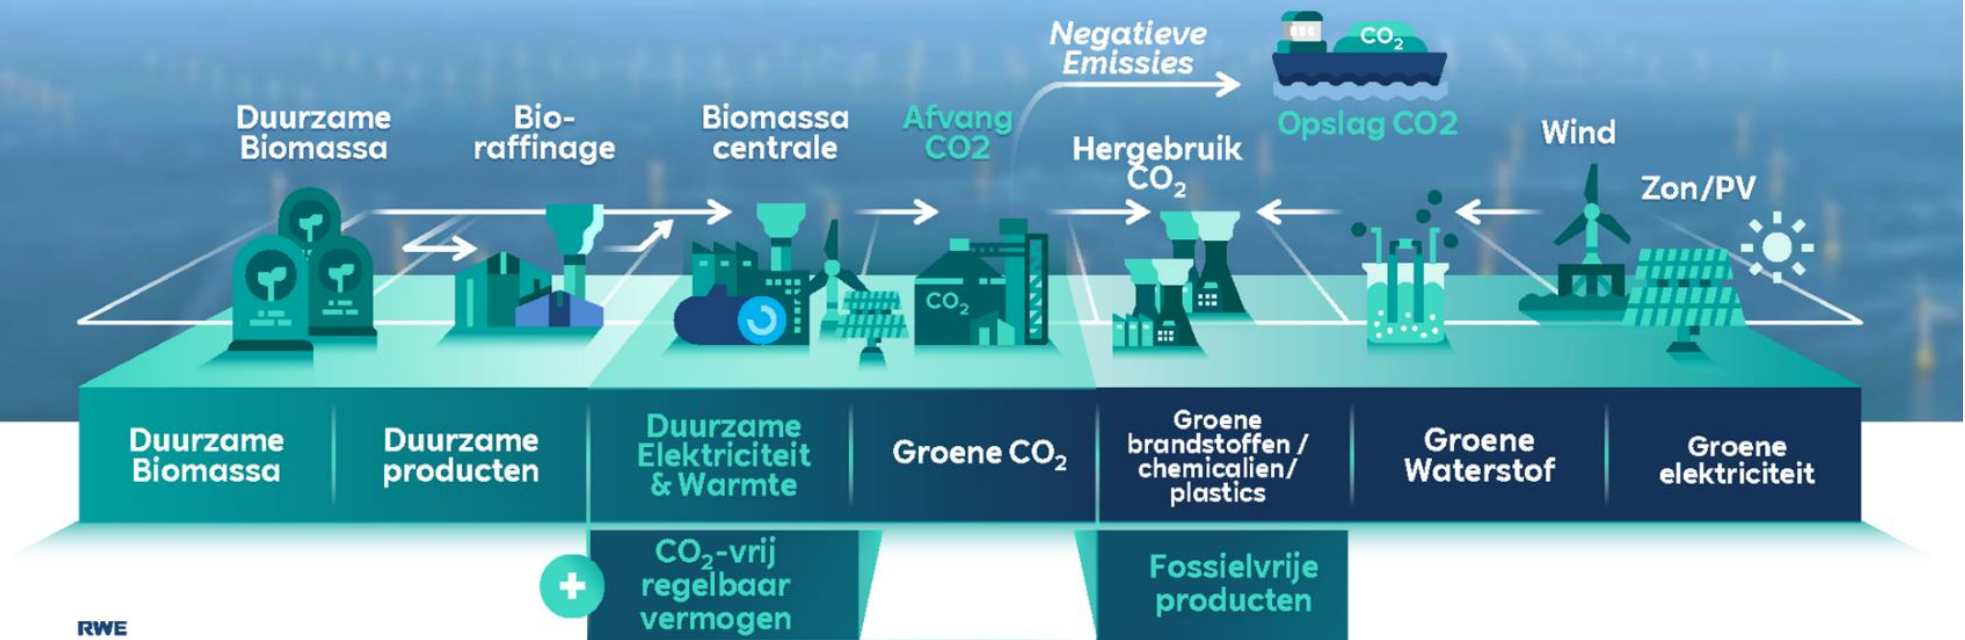 Negatieve
Emissies
CO₂
Duurzame
Biomassa
Bio-
raffinage
Biomassa
centrale
Afvang
CO2
Hergebruik
CO₂
Opslag CO2
Wind
Zon/PV
CO₂
Duurzame
Biomassa
Duurzame
producten
Duurzame
Elektriciteit
& Warmte
Groene CO₂
Groene
brandstoffen /
chemicalien/
plastics
Groene
Waterstof
Groene
elektriciteit
+
CO₂-vrij
regelbaar
vermogen
Fossielvrije
producten
RWE